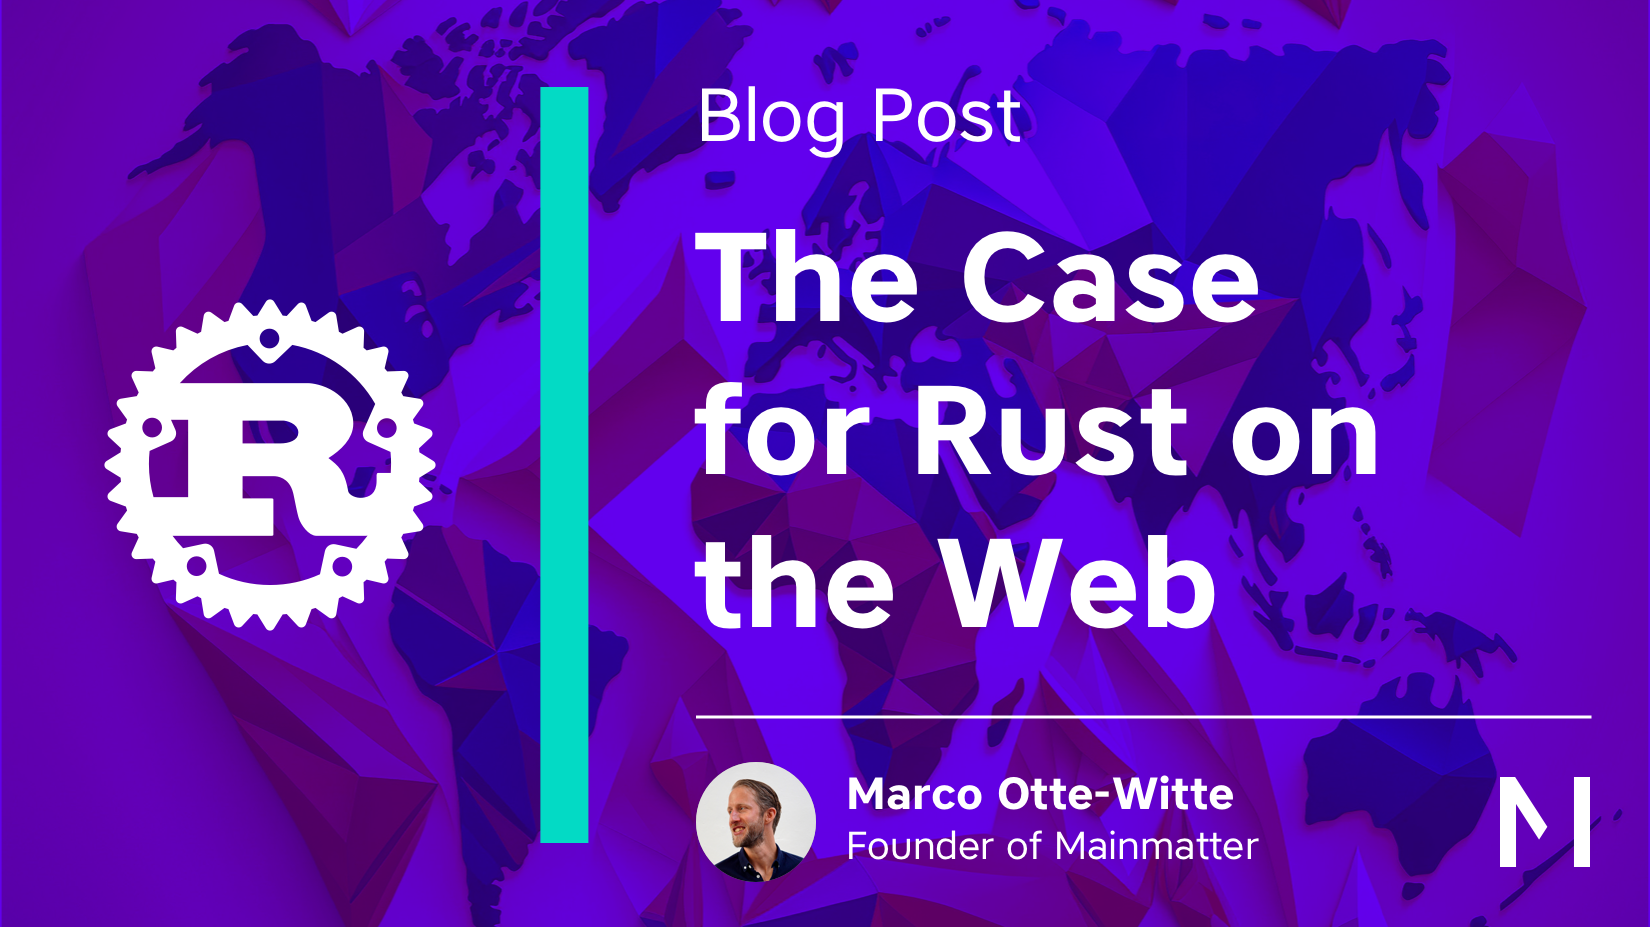 Blog Post
The Case
for Rust on
the Web
Marco Otte-Witte
Founder of Mainmatter
R
M